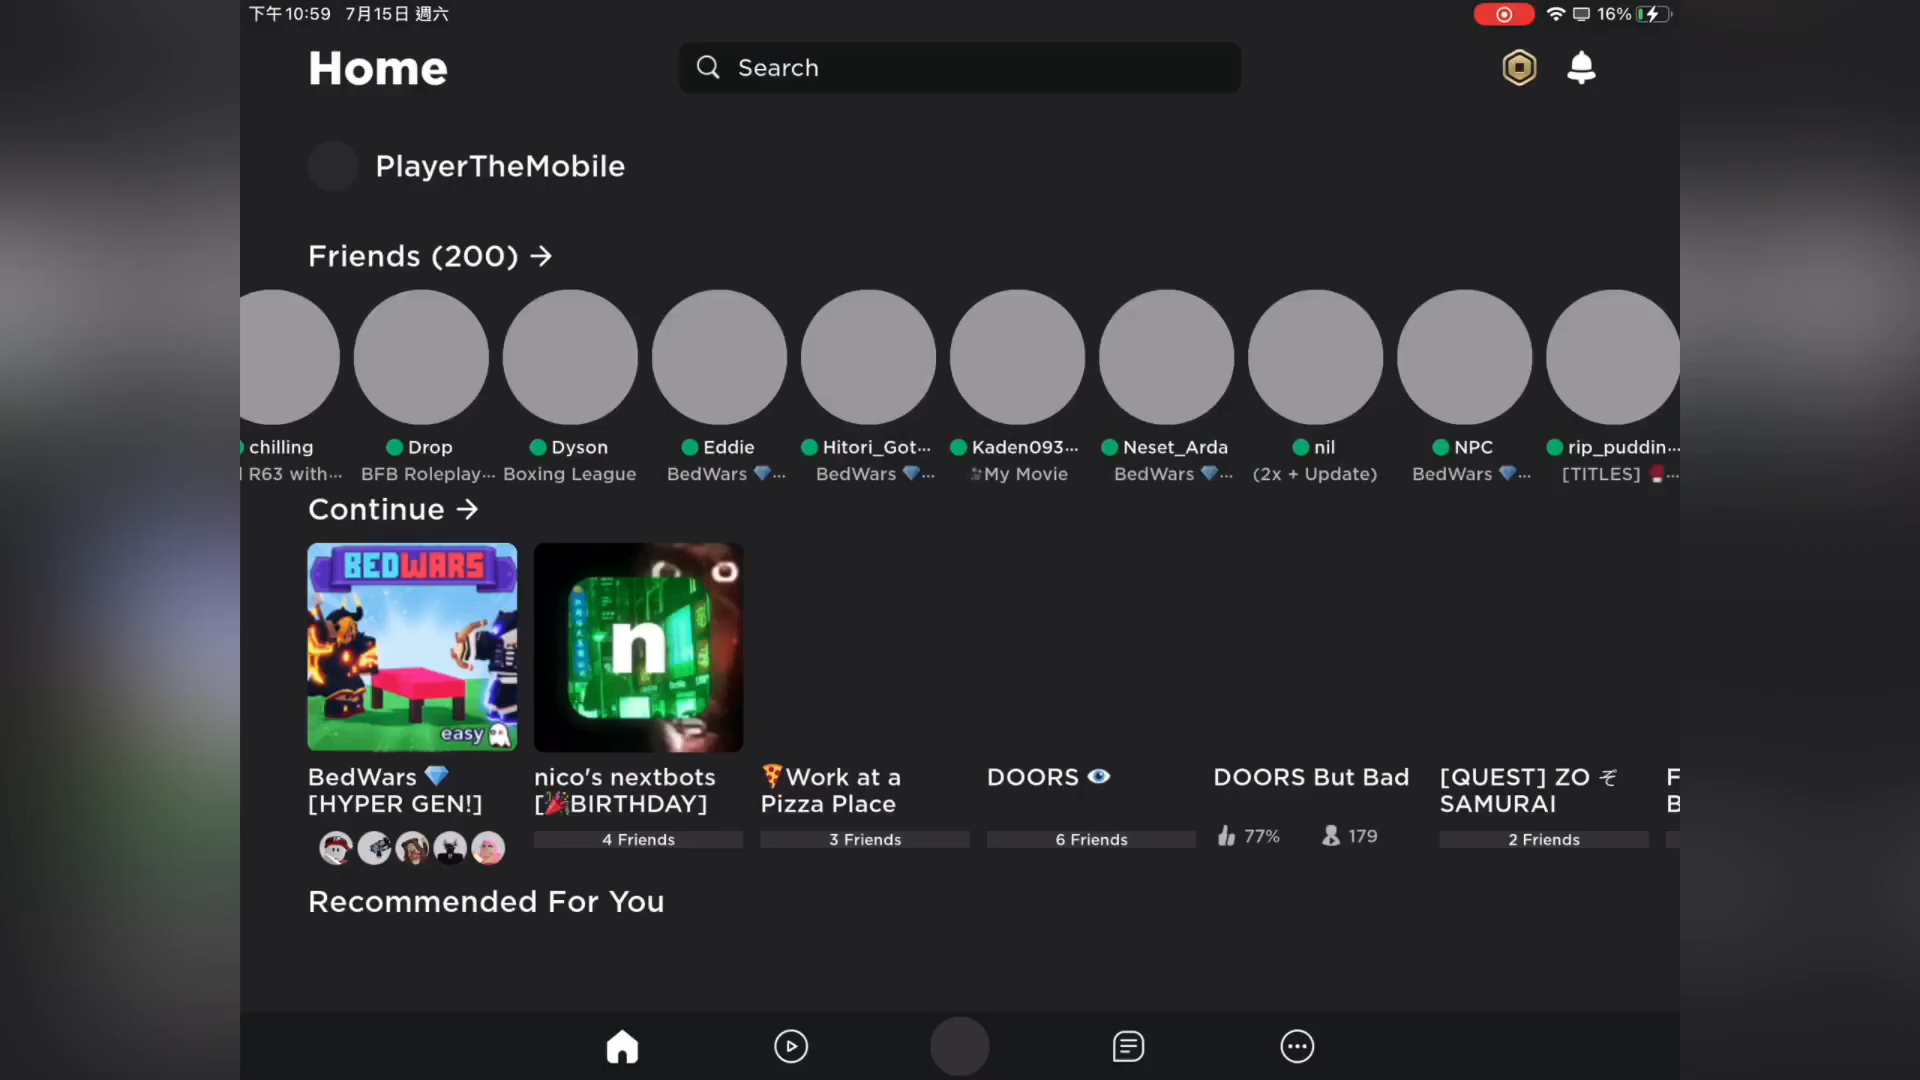 下午10:59 7月15日 週六
16%
Home
Search
PlayerTheMobile
Friends (200) →
chilling
Drop
Dyson
Eddie
Hitori_Got...
Kaden093...
Neset_Arda
nil
NPC
rip_puddin...
R63 with...
BFB Roleplay...
Boxing League
BedWars 💎...
BedWars 💎...
My Movie
BedWars 💎...
(2x + Update)
BedWars 💎...
[TITLES]
Continue →
BEDWARS
easy
n
BedWars 💎
[HYPER GEN!]
nico's nextbots
[🎉BIRTHDAY]
4 Friends
🍕Work at a
Pizza Place
3 Friends
DOORS 👁️
6 Friends
DOORS But Bad
77%
179
[QUEST] ZO ぞ
SAMURAI
2 Friends
F
B
Recommended For You